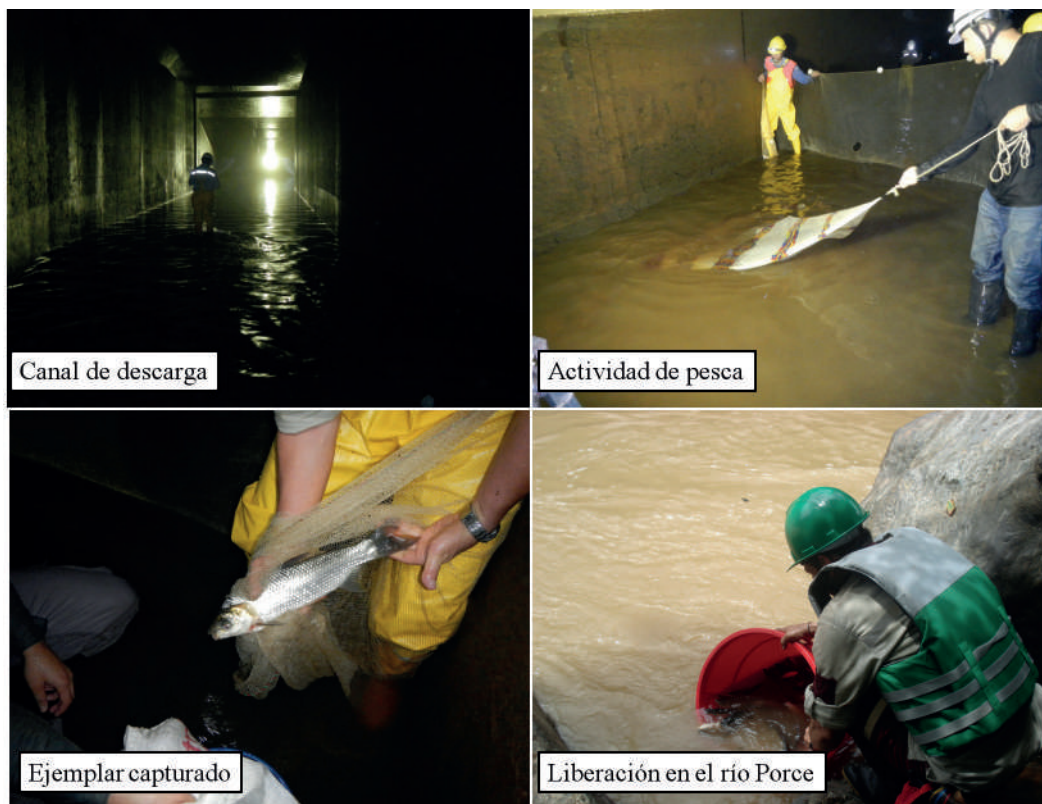 Canal de descarga
Actividad de pesca
Ejemplar capturado
Liberación en el río Porce